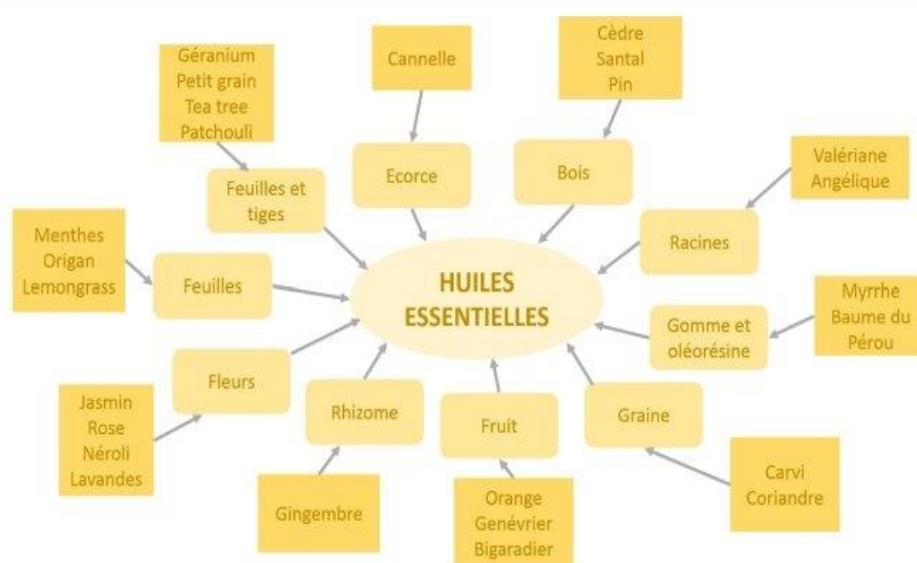 Géranium
Petit grain
Tea tree
Patchouli
Cannelle
Cèdre
Santal
Pin
Feuilles et
tiges
Ecorce
Bois
Valériane
Angélique
Racines
Menthes
Origan
Lemongrass
Feuilles
HUILES
ESSENTIELLES
Gomme et
oléorésine
Myrrhe
Baume du
Pérou
Fleurs
Jasmin
Rose
Néroli
Lavandes
Rhizome
Gingembre
Fruit
Orange
Genévrier
Bigaradier
Graine
Carvi
Coriandre